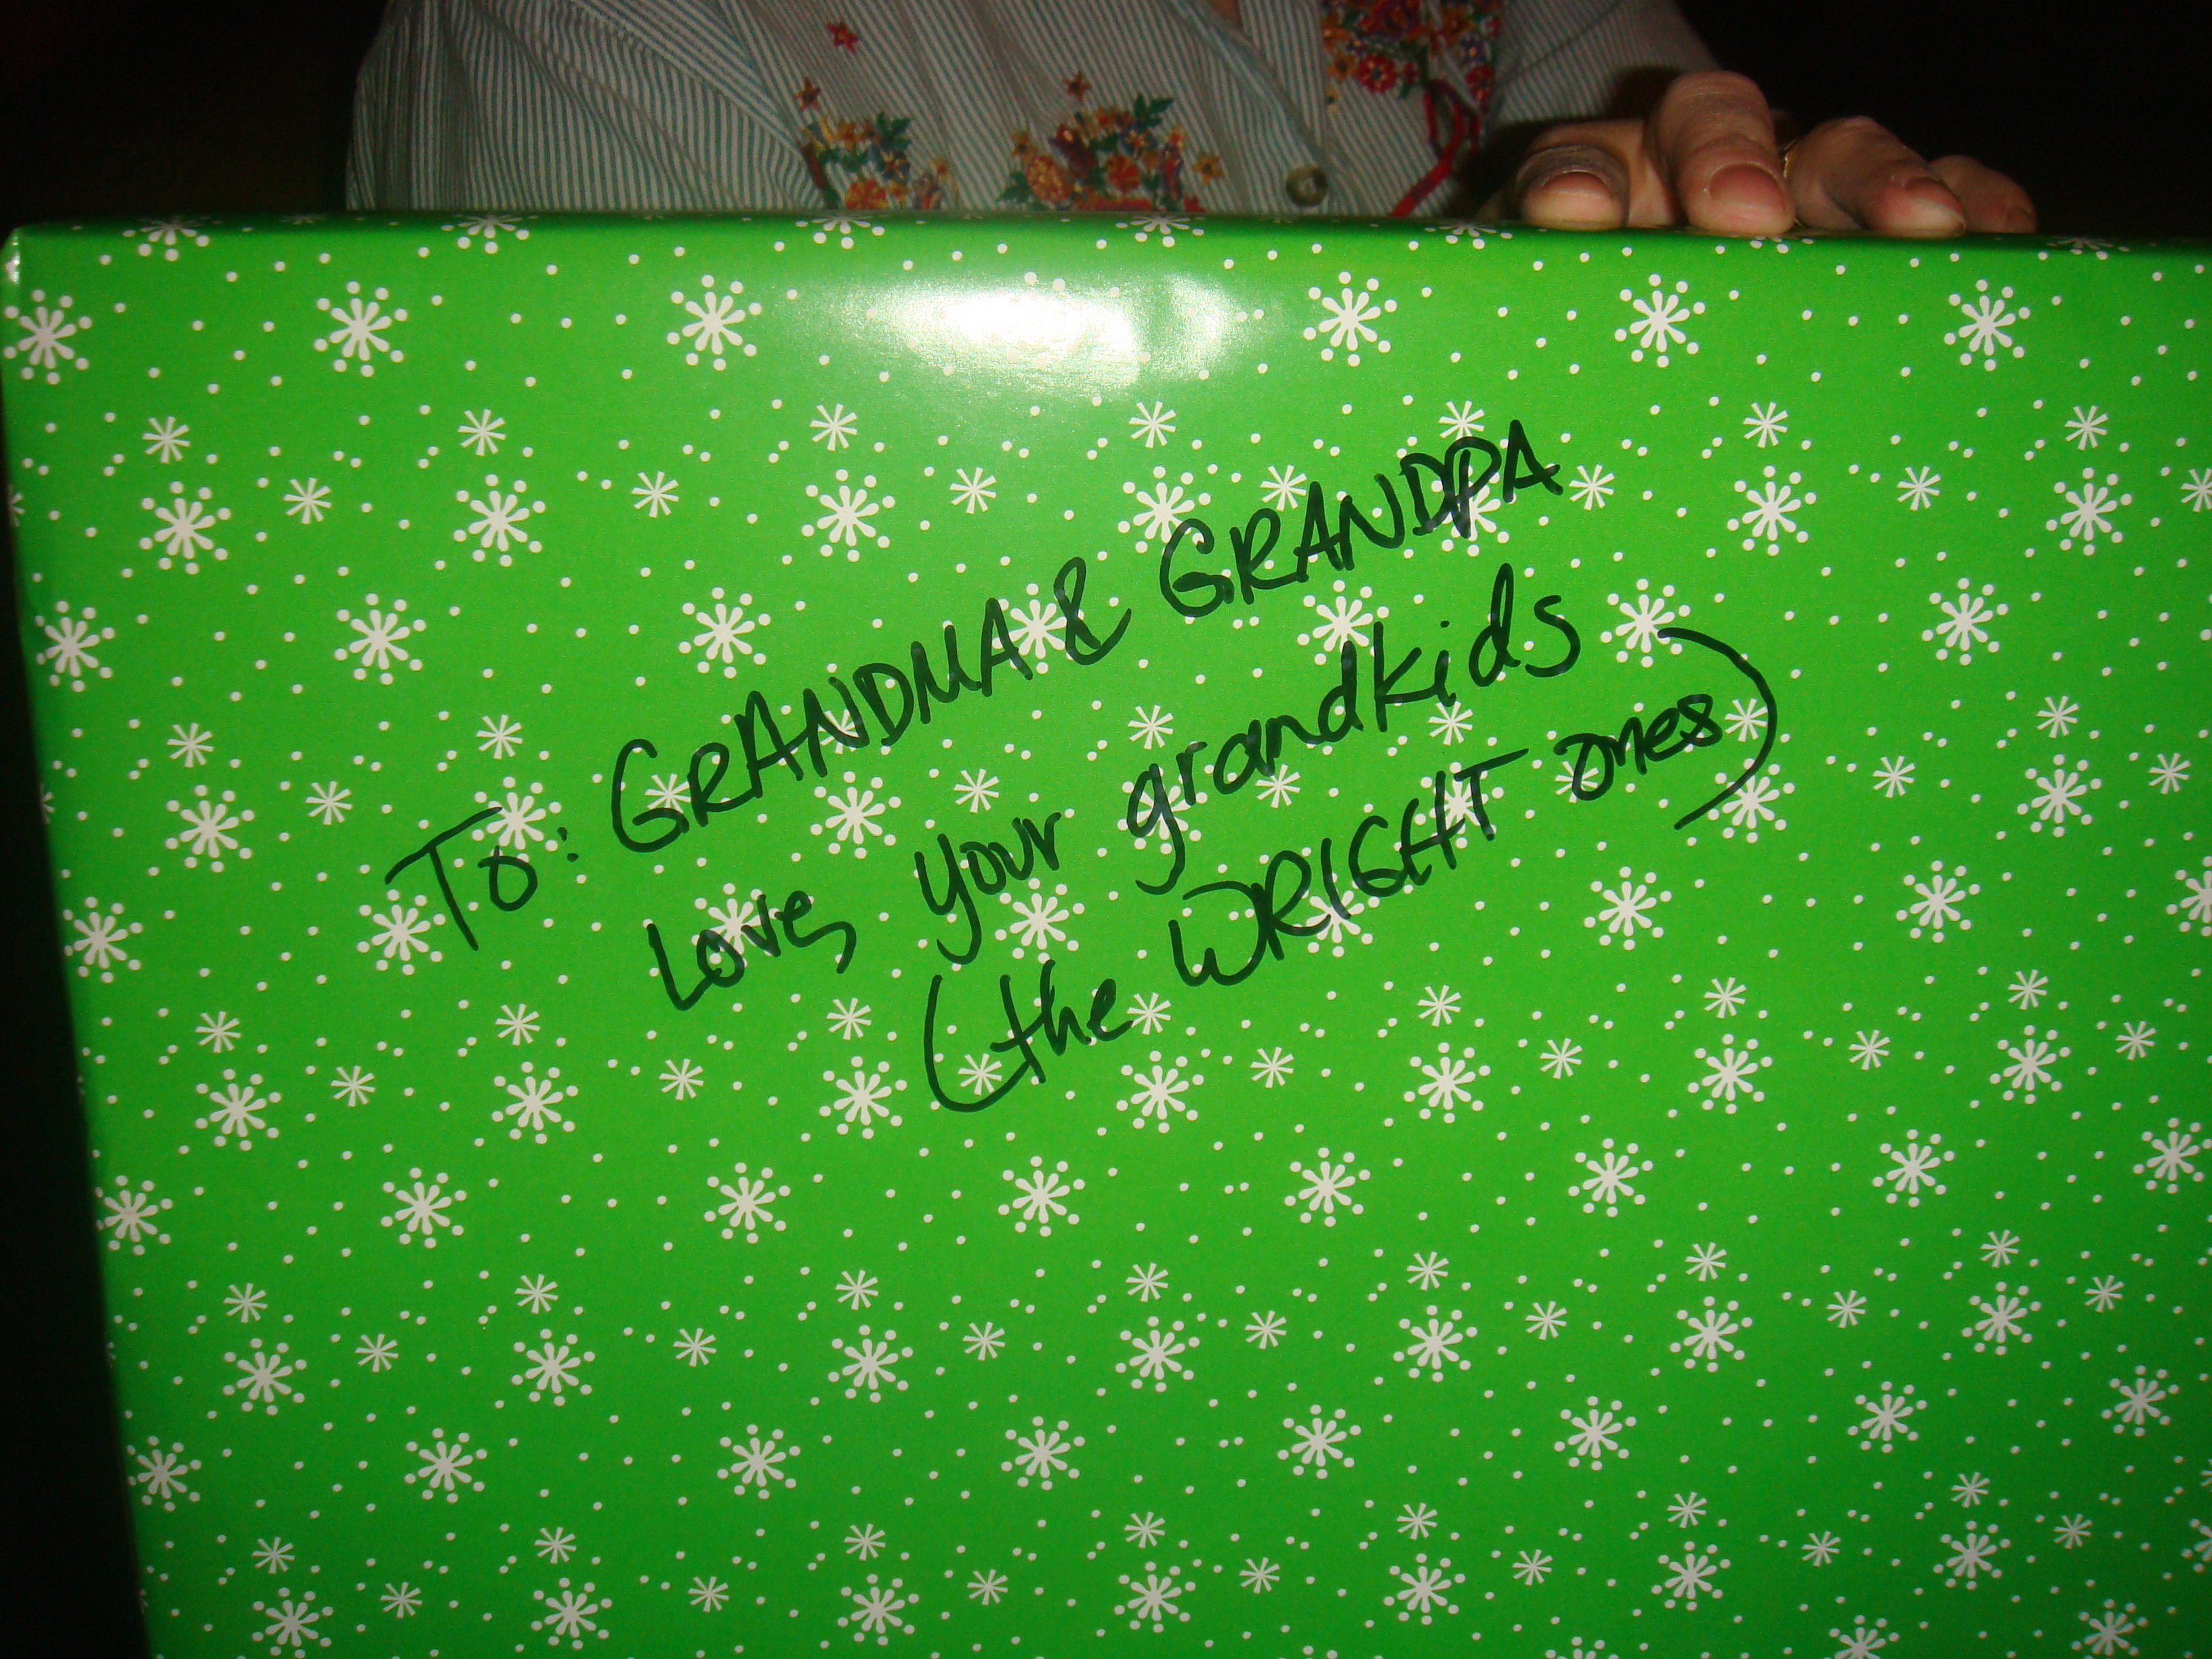 To: GRANDMA & GRANDPA
Love, your grandkids
(the WRIGHT ones)